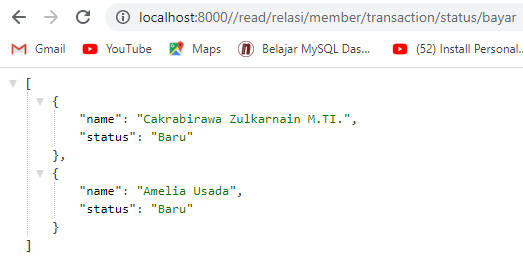 localhost:8000//read/relasi/member/transaction/status/bayar
Gmail YouTube Maps Belajar MySQL Das... (52) Install Personal..
[
{
"name": "Cakrabirawa Zulkarnain M.TI.",
"status": "Baru"
},
{
"name": "Amelia Usada",
"status": "Baru"
}
]